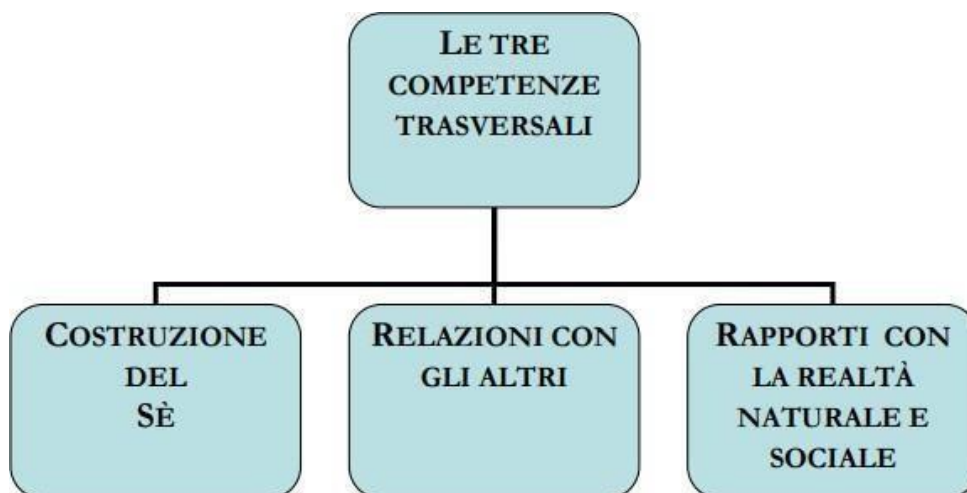 LE TRE
COMPETENZE
TRASVERSALI
COSTRUZIONE
DEL
SÈ
RELAZIONI CON
GLI ALTRI
RAPPORTI CON
LA REALTÀ
NATURALE E
SOCIALE